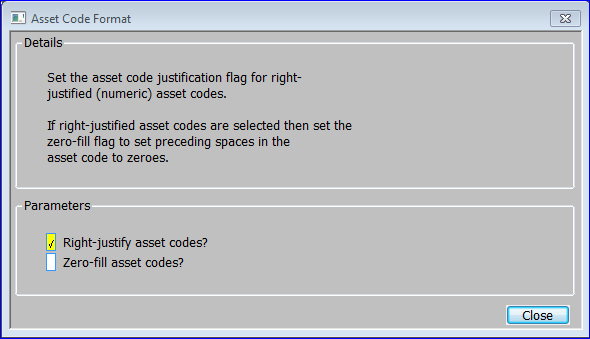 Asset Code Format
Details
Set the asset code justification flag for right-
justified (numeric) asset codes.
If right-justified asset codes are selected then set the
zero-fill flag to set preceding spaces in the
asset code to zeroes.
Parameters
Right-justify asset codes?
Zero-fill asset codes?
Close